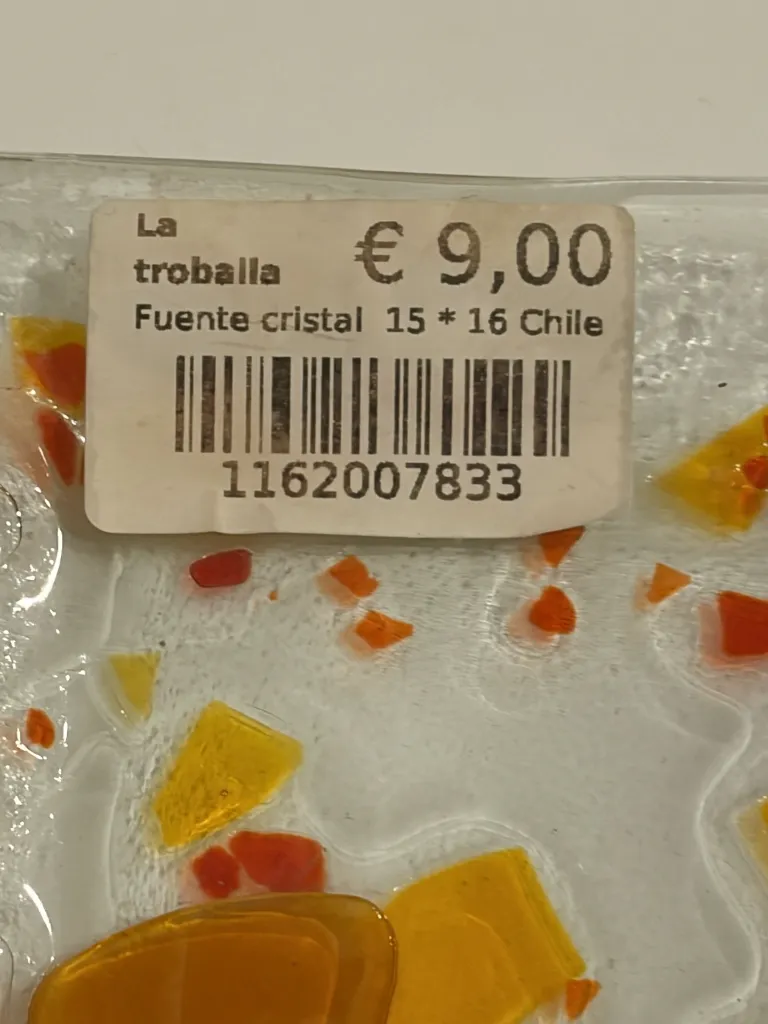 La
troballa
€ 9,00
Fuente cristal 15 * 16 Chile
1162007833